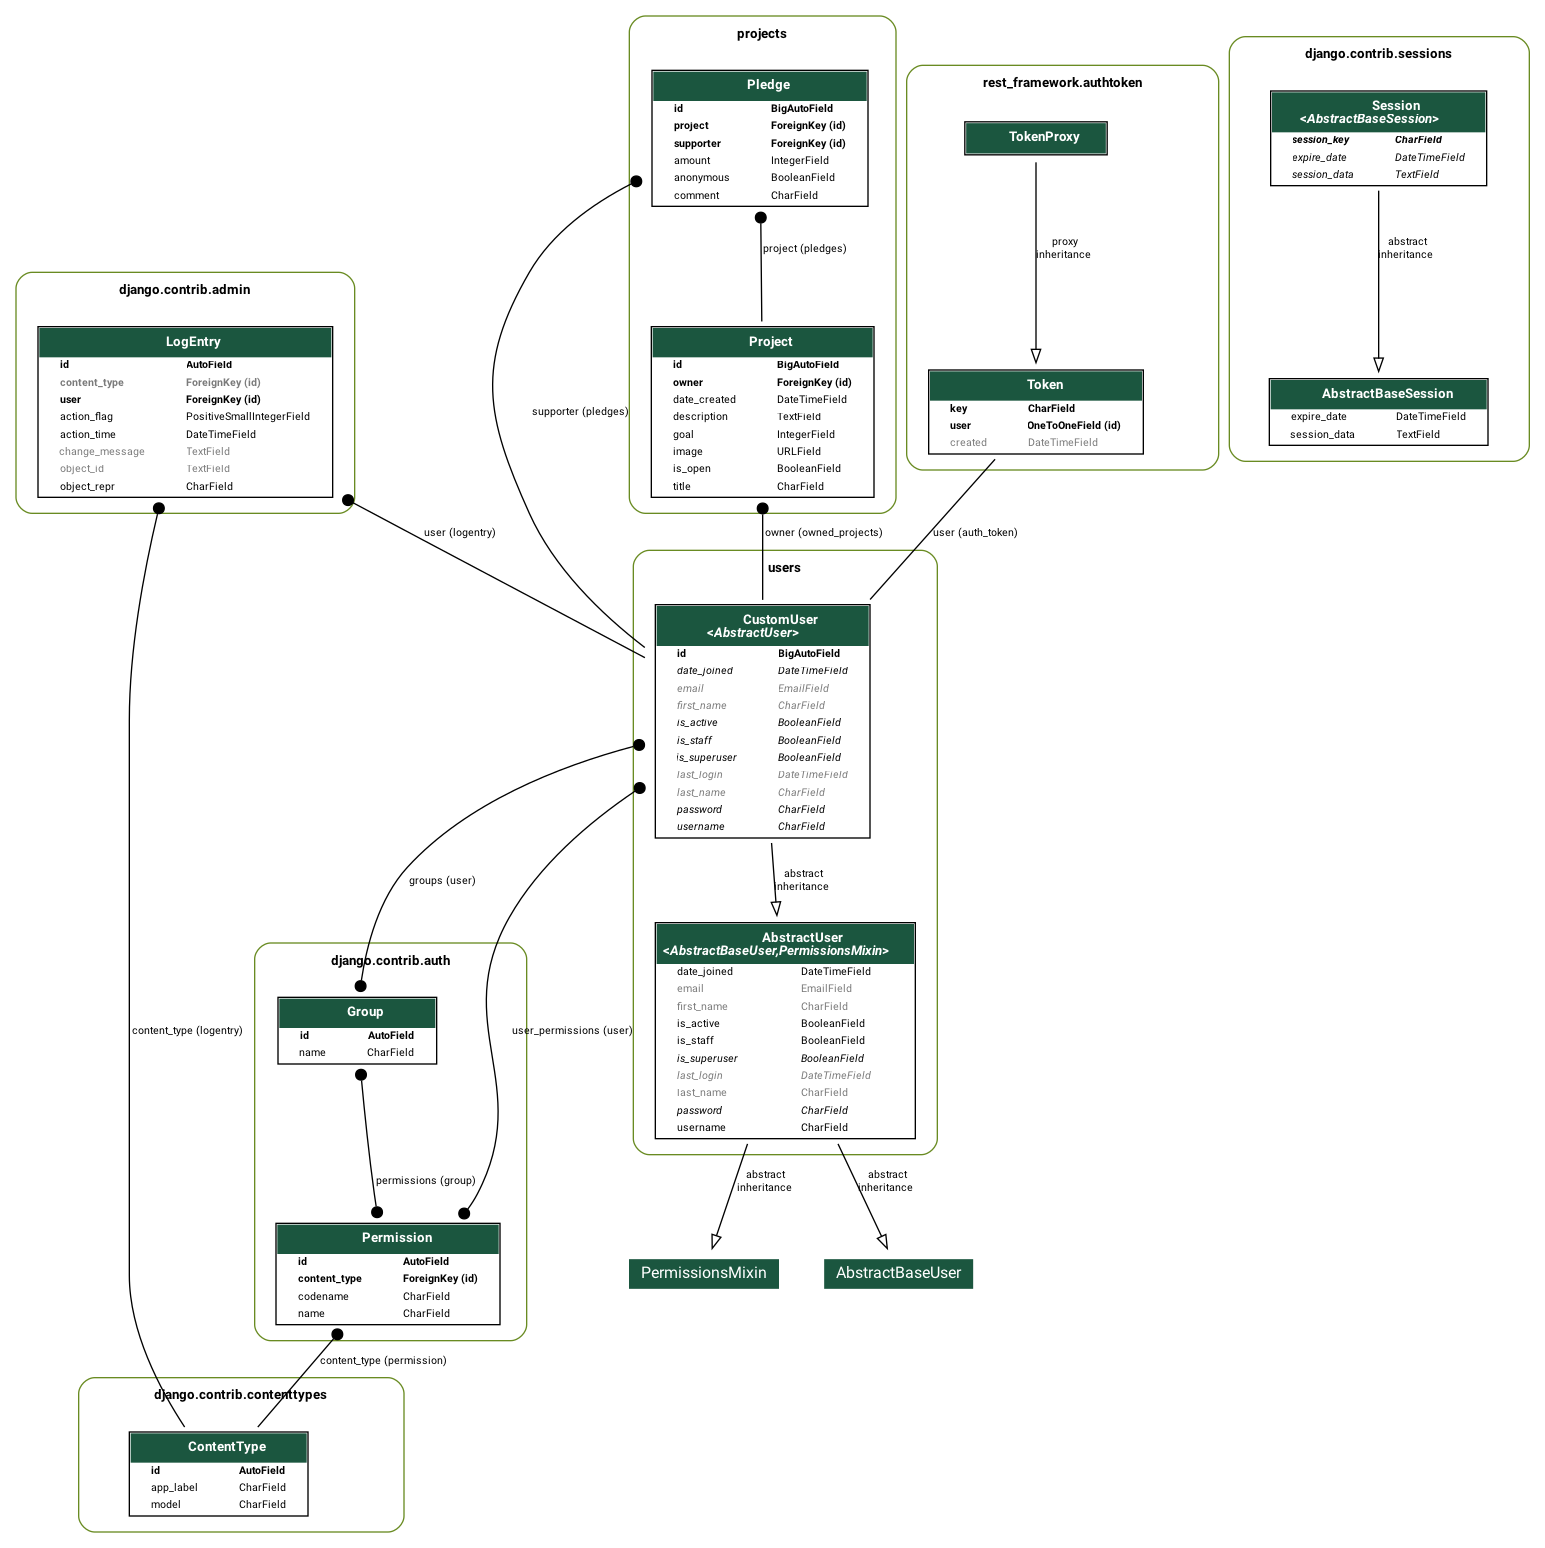 projects
Pledge
id BigAutoField
project ForeignKey (id)
supporter ForeignKey (id)
amount IntegerField
anonymous BooleanField
comment CharField
project (pledges)
supporter (pledges)
Project
id BigAutoField
owner ForeignKey (id)
date_created DateTimeField
description TextField
goal IntegerField
image URLField
is_open BooleanField
title CharField
owner (owned_projects)
rest_framework.authtoken
TokenProxy
proxy
inheritance
Token
key CharField
user OneToOneField (id)
created DateTimeField
user (auth_token)
django.contrib.sessions
Session
<AbstractBaseSession>
session_key CharField
expire_date DateTimeField
session_data TextField
abstract
inheritance
AbstractBaseSession
expire_date DateTimeField
session_data TextField
django.contrib.admin
LogEntry
id AutoField
content_type ForeignKey (id)
user ForeignKey (id)
action_flag PositiveSmallIntegerField
action_time DateTimeField
change_message TextField
object_id TextField
object_repr CharField
user (logentry)
content_type (logentry)
users
CustomUser
<AbstractUser>
id BigAutoField
date_joined DateTimeField
email EmailField
first_name CharField
is_active BooleanField
is_staff BooleanField
is_superuser BooleanField
last_login DateTimeField
last_name CharField
password CharField
username CharField
groups (user)
user_permissions (user)
abstract
inheritance
AbstractUser
<AbstractBaseUser,PermissionsMixin>
date_joined DateTimeField
email EmailField
first_name CharField
is_active BooleanField
is_staff BooleanField
is_superuser BooleanField
last_login DateTimeField
last_name CharField
password CharField
username CharField
abstract
inheritance
abstract
inheritance
PermissionsMixin
AbstractBaseUser
django.contrib.auth
Group
id AutoField
name CharField
permissions (group)
Permission
id AutoField
content_type ForeignKey (id)
codename CharField
name CharField
content_type (permission)
django.contrib.contenttypes
ContentType
id AutoField
app_label CharField
model CharField